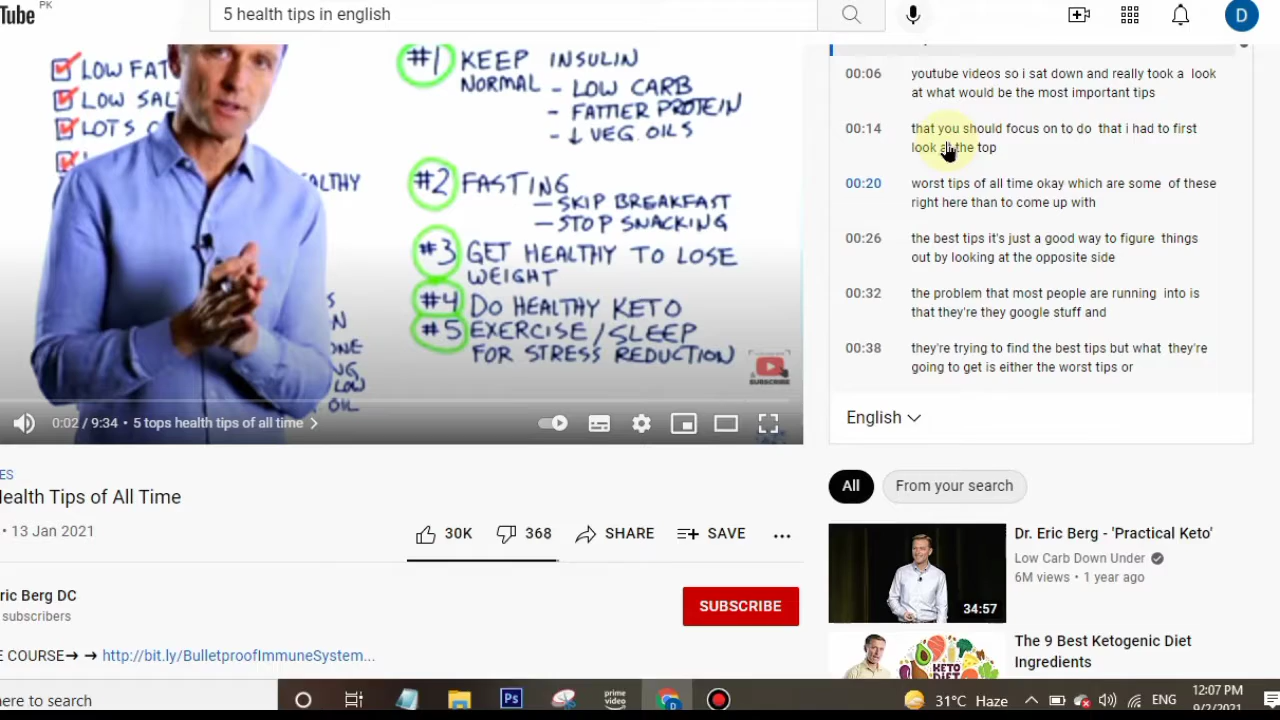 Tube PK
5 health tips in english
LOW FAT
LOW SAL
LOTS
#1 KEEP INSULIN
NORMAL - LOW CARB
- FATTIER PROTEIN
- ↓ VEG. OILS
#2 FASTING
- SKIP BREAKFAST
- STOP SNACKING
#3 GET HEALTHY TO LOSE
WEIGHT
#4 DO HEALTHY KETO
#5 EXERCISE/SLEEP
FOR STRESS REDUCTION
ALTHY
OIL
SUBSCRIBE
0:02 / 9:34 • 5 tops health tips of all time
00:06 youtube videos so i sat down and really took a look
at what would be the most important tips
00:14 that you should focus on to do that i had to first
look at the top
00:20 worst tips of all time okay which are some of these
right here than to come up with
00:26 the best tips it's just a good way to figure things
out by looking at the opposite side
00:32 the problem that most people are running into is
that they're they google stuff and
00:38 they're trying to find the best tips but what they're
going to get is either the worst tips or
English
ES
Health Tips of All Time
• 13 Jan 2021
30K 368 SHARE SAVE
ric Berg DC
subscribers
SUBSCRIBE
E COURSE→ → http://bit.ly/BulletproofImmuneSystem...
All From your search
Dr. Eric Berg - 'Practical Keto'
Low Carb Down Under
6M views • 1 year ago
34:57
The 9 Best Ketogenic Diet
Ingredients
KETO
DIET
ere to search
Ps
prime
video
D
31°C Haze
ENG
12:07 PM
9/2/2021